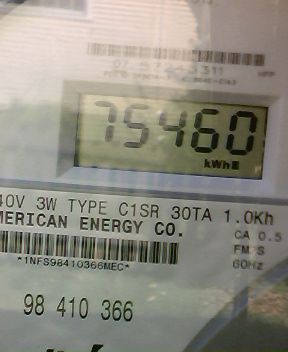 75460
kWh
40V 3W TYPE C1SR 30TA 1.0Kh
MERICAN ENERGY CO.
CA 0.5
*1NFS98410366MEC*
60Hz
98 410 366